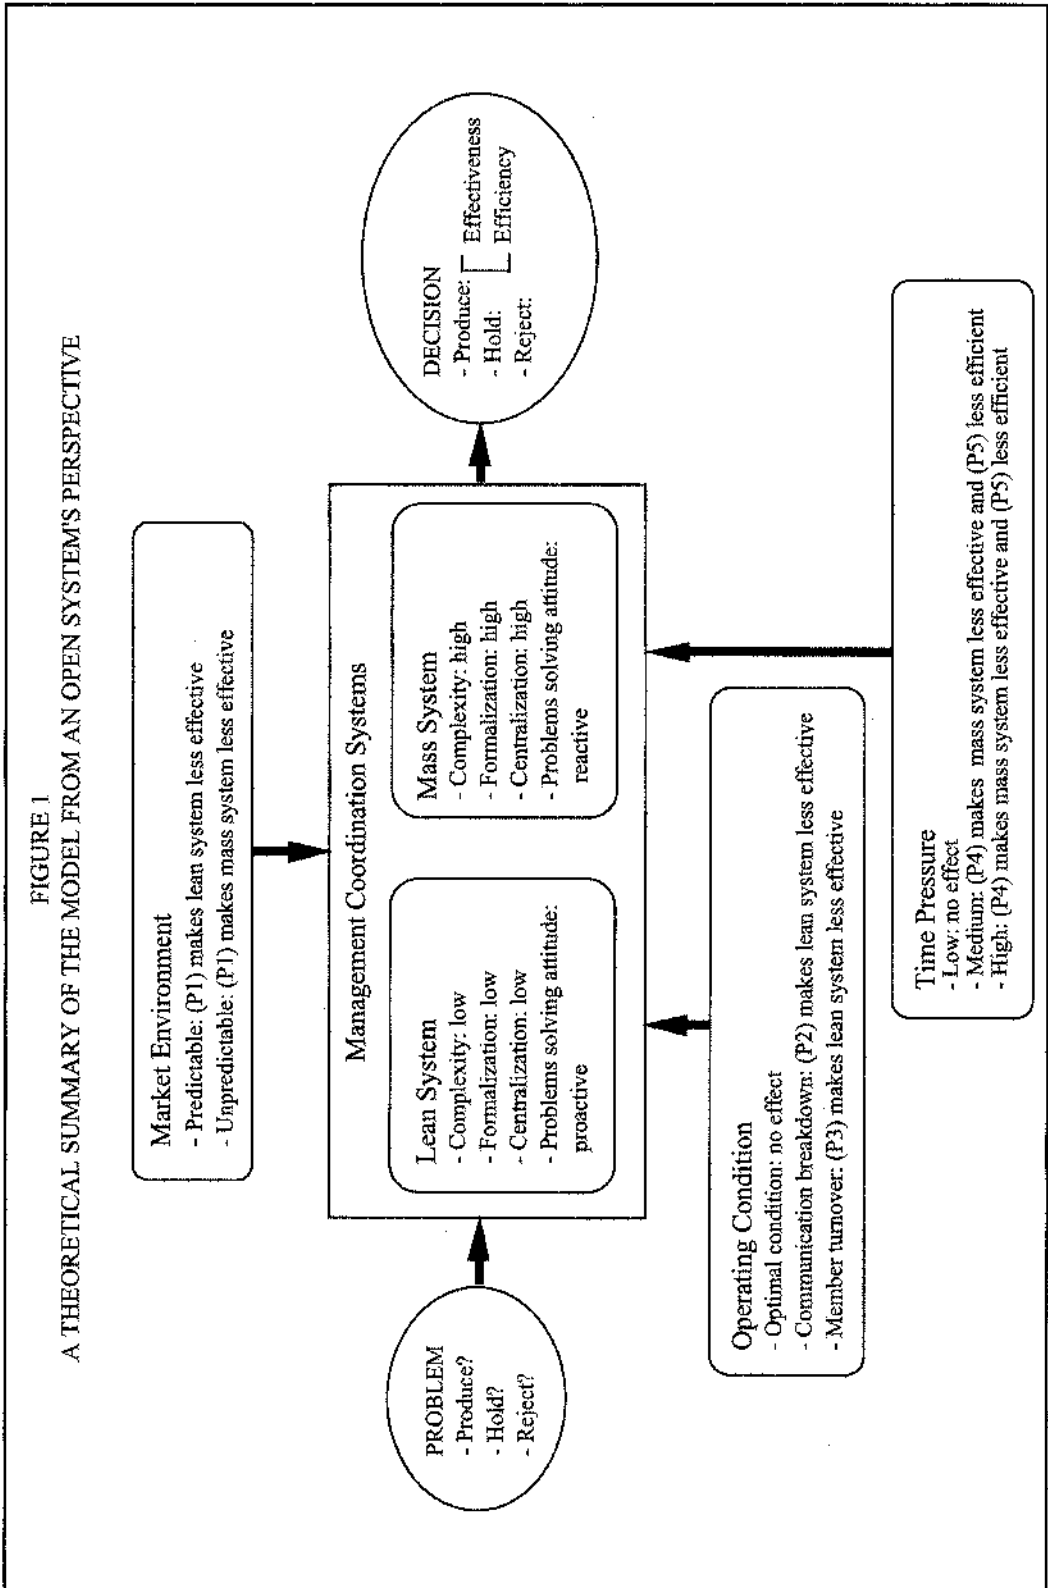 FIGURE 1
A THEORETICAL SUMMARY OF THE MODEL FROM AN OPEN SYSTEM'S PERSPECTIVE
Market Environment
- Predictable: (P1) makes lean system less effective
- Unpredictable: (P1) makes mass system less effective
PROBLEM
- Produce?
- Hold?
- Reject?
Management Coordination Systems
Lean System
- Complexity: low
- Formalization: low
- Centralization: low
- Problems solving attitude:
proactive
Mass System
- Complexity: high
- Formalization: high
- Centralization: high
- Problems solving attitude:
reactive
DECISION
- Produce: Effectiveness
- Hold: Efficiency
- Reject:
Operating Condition
- Optimal condition: no effect
- Communication breakdown: (P2) makes lean system less effective
- Member turnover: (P3) makes lean system less effective
Time Pressure
- Low: no effect
- Medium: (P4) makes mass system less effective and (P5) less efficient
- High: (P4) makes mass system less effective and (P5) less efficient